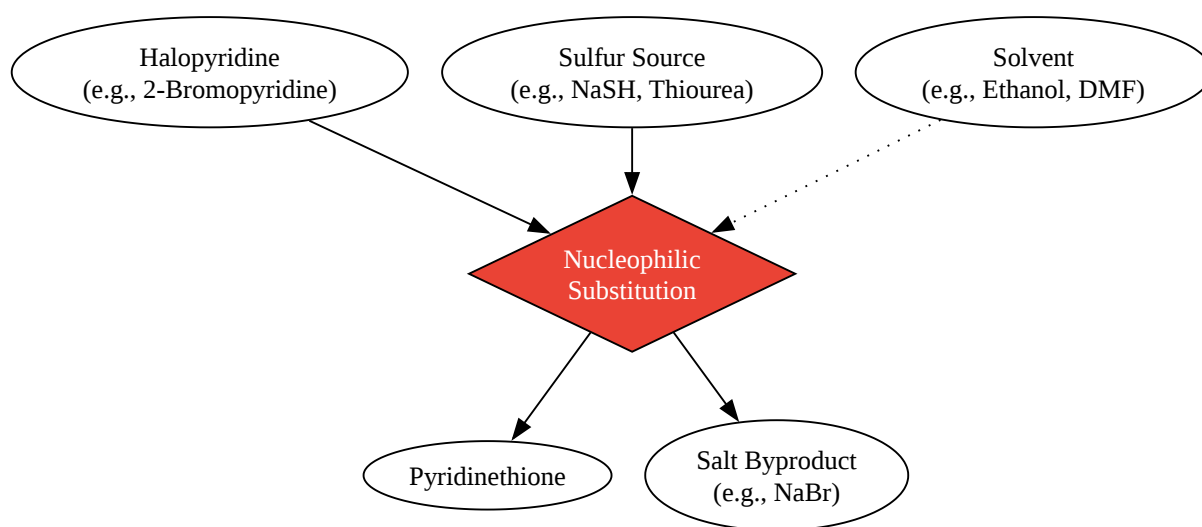 Halopyridine
(e.g., 2-Bromopyridine)
Sulfur Source
(e.g., NaSH, Thiourea)
Solvent
(e.g., Ethanol, DMF)
Nucleophilic
Substitution
Pyridinethione
Salt Byproduct
(e.g., NaBr)